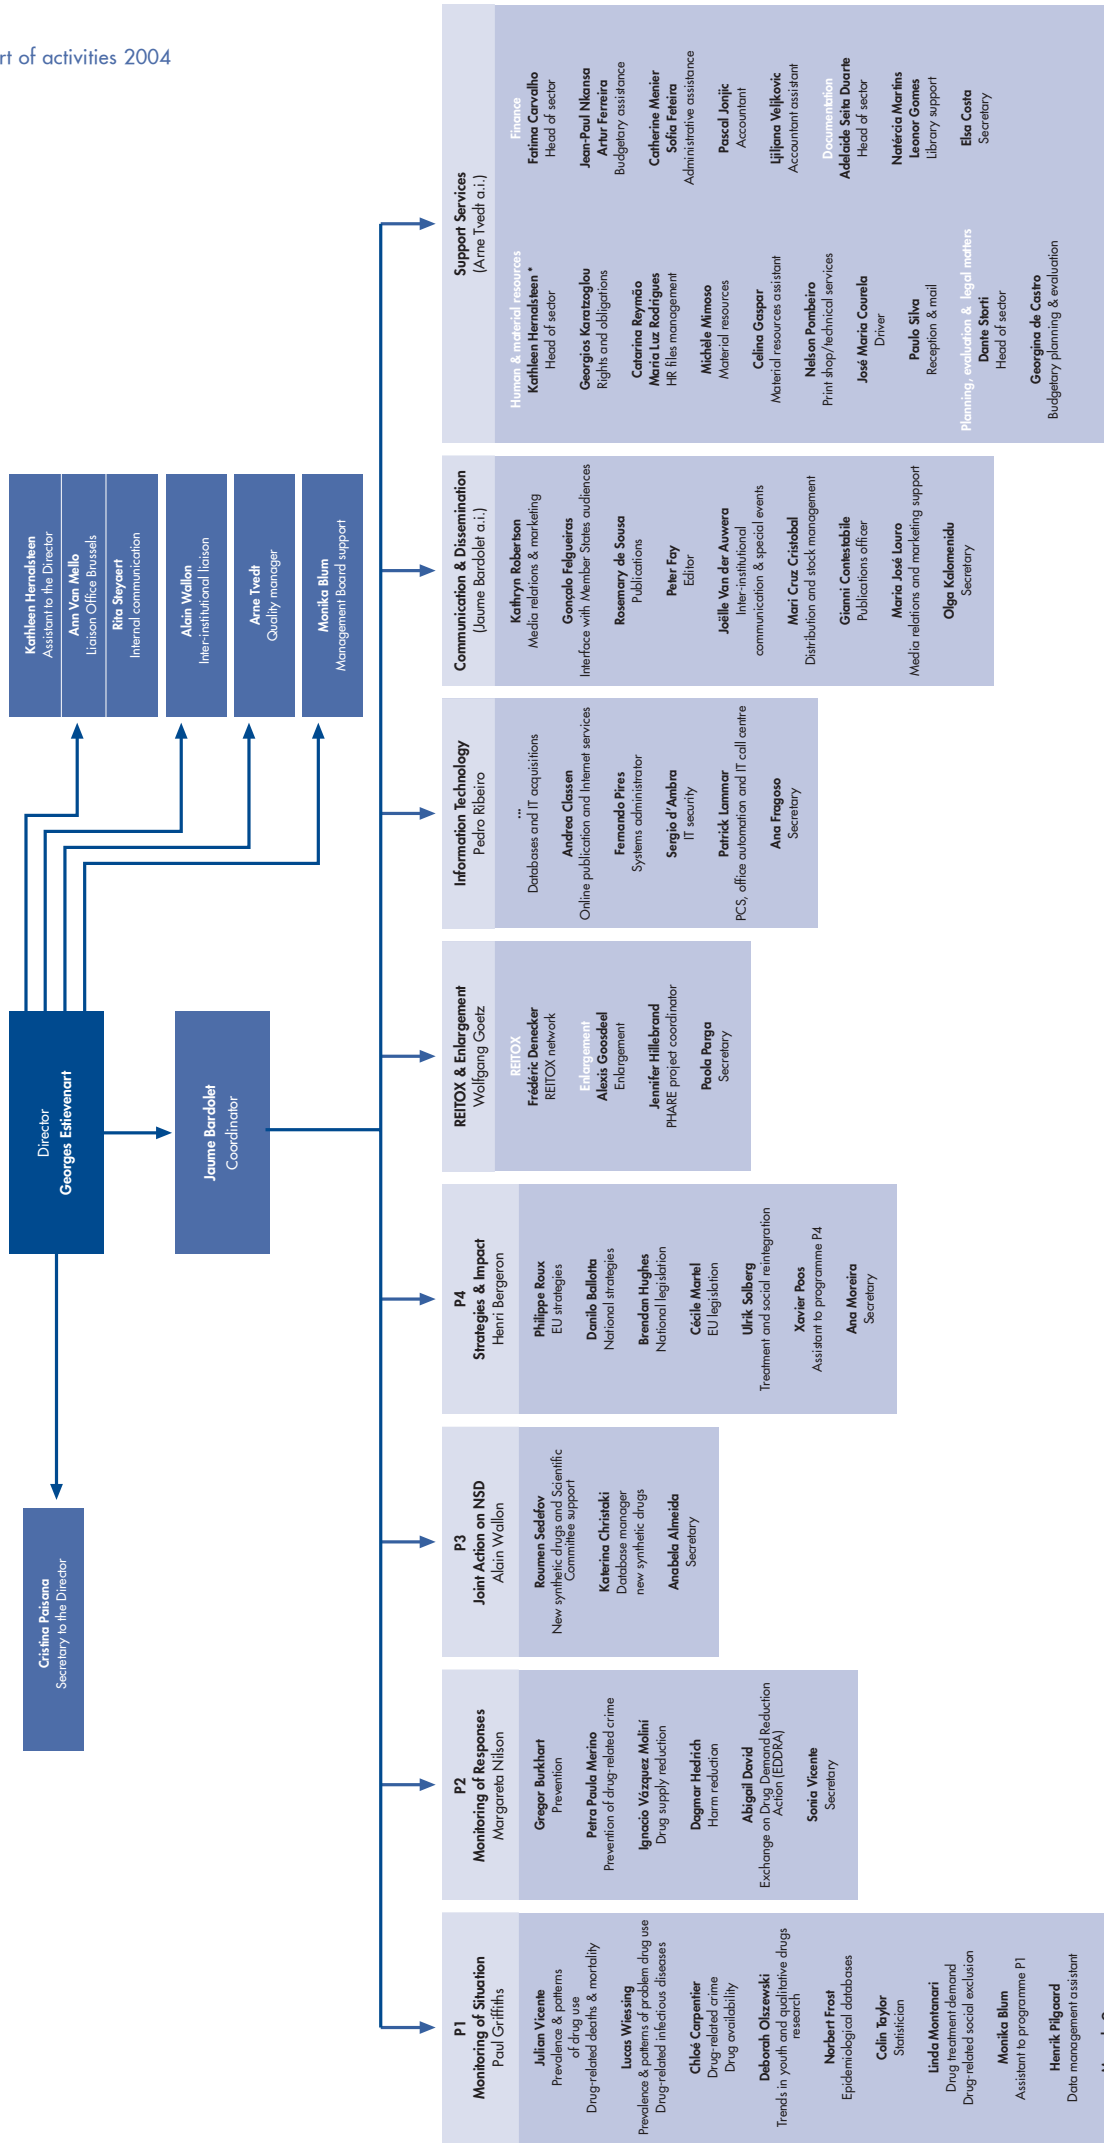 rt of activities 2004
Director
Georges Estievenart
Cristina Paisana
Secretary to the Director
Jaume Bardolet
Coordinator
Kathleen Hernalsteen
Assistant to the Director
Ann Van Mello
Liaison Office Brussels
Rita Steyaert
Internal communication
Alain Wallon
Inter-institutional liaison
Arne Tvedt
Quality manager
Monika Blum
Management Board support
P1
Monitoring of Situation
Paul Griffiths
Julian Vicente
Prevalence & patterns
of drug use
Drug-related deaths & mortality
Lucas Wiessing
Prevalence & patterns of problem drug use
Drug-related infectious diseases
Chloé Carpentier
Drug-related crime
Drug availability
Deborah Olszewski
Trends in youth and qualitative drugs
research
Norbert Frost
Epidemiological databases
Colin Taylor
Statistician
Linda Montanari
Drug treatment demand
Drug-related social exclusion
Monika Blum
Assistant to programme P1
Henrik Pilgaard
Data management assistant
P2
Monitoring of Responses
Margareta Nilson
Gregor Burkhart
Prevention
Petra Paula Merino
Prevention of drug-related crime
Ignacio Vázquez Moliní
Drug supply reduction
Dagmar Hedrich
Harm reduction
Abigail David
Exchange on Drug Demand Reduction
Action (EDDRA)
Sonia Vicente
Secretary
P3
Joint Action on NSD
Alain Wallon
Roumen Sedefov
New synthetic drugs and Scientific
Committee support
Katerina Christaki
Database manager
new synthetic drugs
Anabela Almeida
Secretary
P4
Strategies & Impact
Henri Bergeron
Philippe Roux
EU strategies
Danilo Ballotta
National strategies
Brendan Hughes
National legislation
Cécile Martel
EU legislation
Ulrik Solberg
Treatment and social reintegration
Xavier Poos
Assistant to programme P4
Ana Moreira
Secretary
REITOX & Enlargement
Wolfgang Goetz
REITOX
Frédéric Denecker
REITOX network
Enlargement
Alexis Goosdeel
Enlargement
Jennifer Hillebrand
PHARE project coordinator
Paola Parga
Secretary
Information Technology
Pedro Ribeiro
...
Databases and IT acquisitions
Andrea Classen
Online publication and Internet services
Fernando Pires
Systems administrator
Sergio d'Ambra
IT security
Patrick Lammar
PCS, office automation and IT call centre
Ana Fragoso
Secretary
Communication & Dissemination
(Jaume Bardolet a.i.)
Kathryn Robertson
Media relations & marketing
Gonçalo Felgueiras
Interface with Member States audiences
Rosemary de Sousa
Publications
Peter Fay
Editor
Joëlle Van der Auwera
Inter-institutional
communication & special events
Mari Cruz Cristobal
Distribution and stock management
Gianni Contestabile
Publications officer
Maria José Louro
Media relations and marketing support
Olga Kalomenidu
Secretary
Support Services
(Arne Tvedt a.i.)
Human & material resources
Kathleen Hernalsteen *
Head of sector
Georgios Karatzoglou
Rights and obligations
Catarina Reymão
Maria Luz Rodrigues
HR files management
Michèle Mimoso
Material resources
Celina Gaspar
Material resources assistant
Nelson Pombeiro
Print shop/technical services
José Maria Courela
Driver
Paulo Silva
Reception & mail
Planning, evaluation & legal matters
Dante Storti
Head of sector
Georgina de Castro
Budgetary planning & evaluation
Finance
Fatima Carvalho
Head of sector
Jean-Paul Nkansa
Artur Ferreira
Budgetary assistance
Catherine Menier
Sofia Feteira
Administrative assistance
Pascal Jonjic
Accountant
Ljiljana Veljkovic
Accountant assistant
Documentation
Adelaide Seita Duarte
Head of sector
Natércia Martins
Leonor Gomes
Library support
Elsa Costa
Secretary